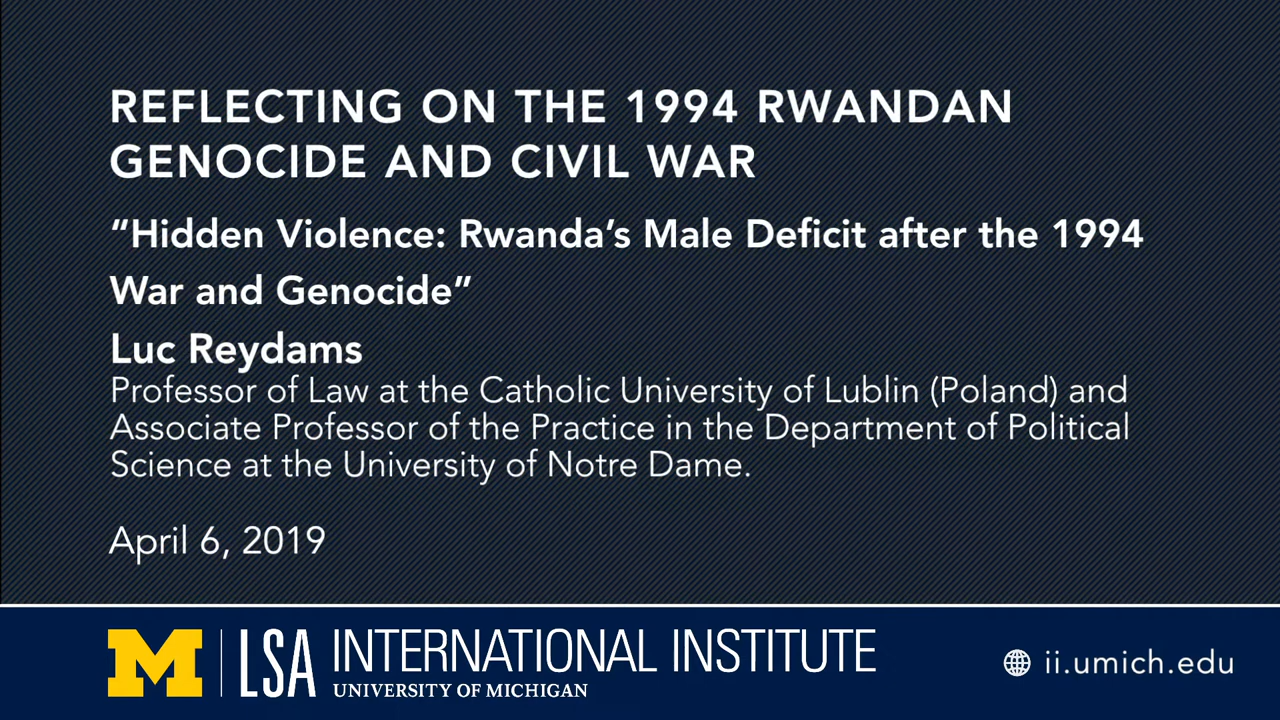 REFLECTING ON THE 1994 RWANDAN
GENOCIDE AND CIVIL WAR
“Hidden Violence: Rwanda’s Male Deficit after the 1994
War and Genocide”
Luc Reydams
Professor of Law at the Catholic University of Lublin (Poland) and
Associate Professor of the Practice in the Department of Political
Science at the University of Notre Dame.
April 6, 2019
M LSA INTERNATIONAL INSTITUTE
UNIVERSITY OF MICHIGAN
ii.umich.edu